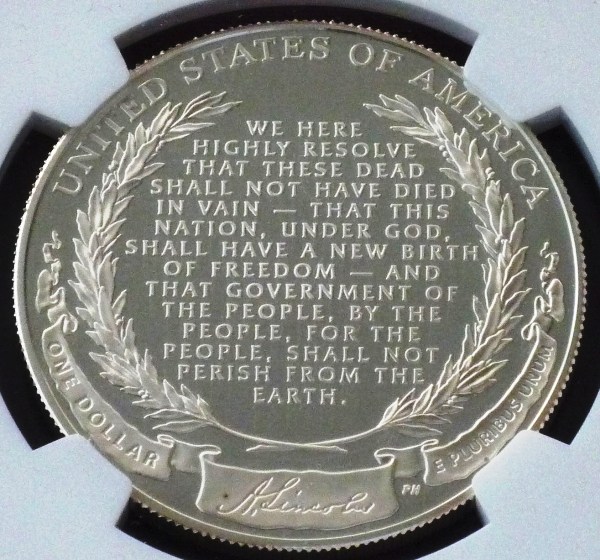 UNITED STATES OF AMERICA
WE HERE
HIGHLY RESOLVE
THAT THESE DEAD
SHALL NOT HAVE DIED
IN VAIN — THAT THIS
NATION, UNDER GOD,
SHALL HAVE A NEW BIRTH
OF FREEDOM — AND
THAT GOVERNMENT OF
THE PEOPLE, BY THE
PEOPLE, FOR THE
PEOPLE, SHALL NOT
PERISH FROM THE
EARTH.
ONE DOLLAR
A. Lincoln
PH
E PLURIBUS UNUM